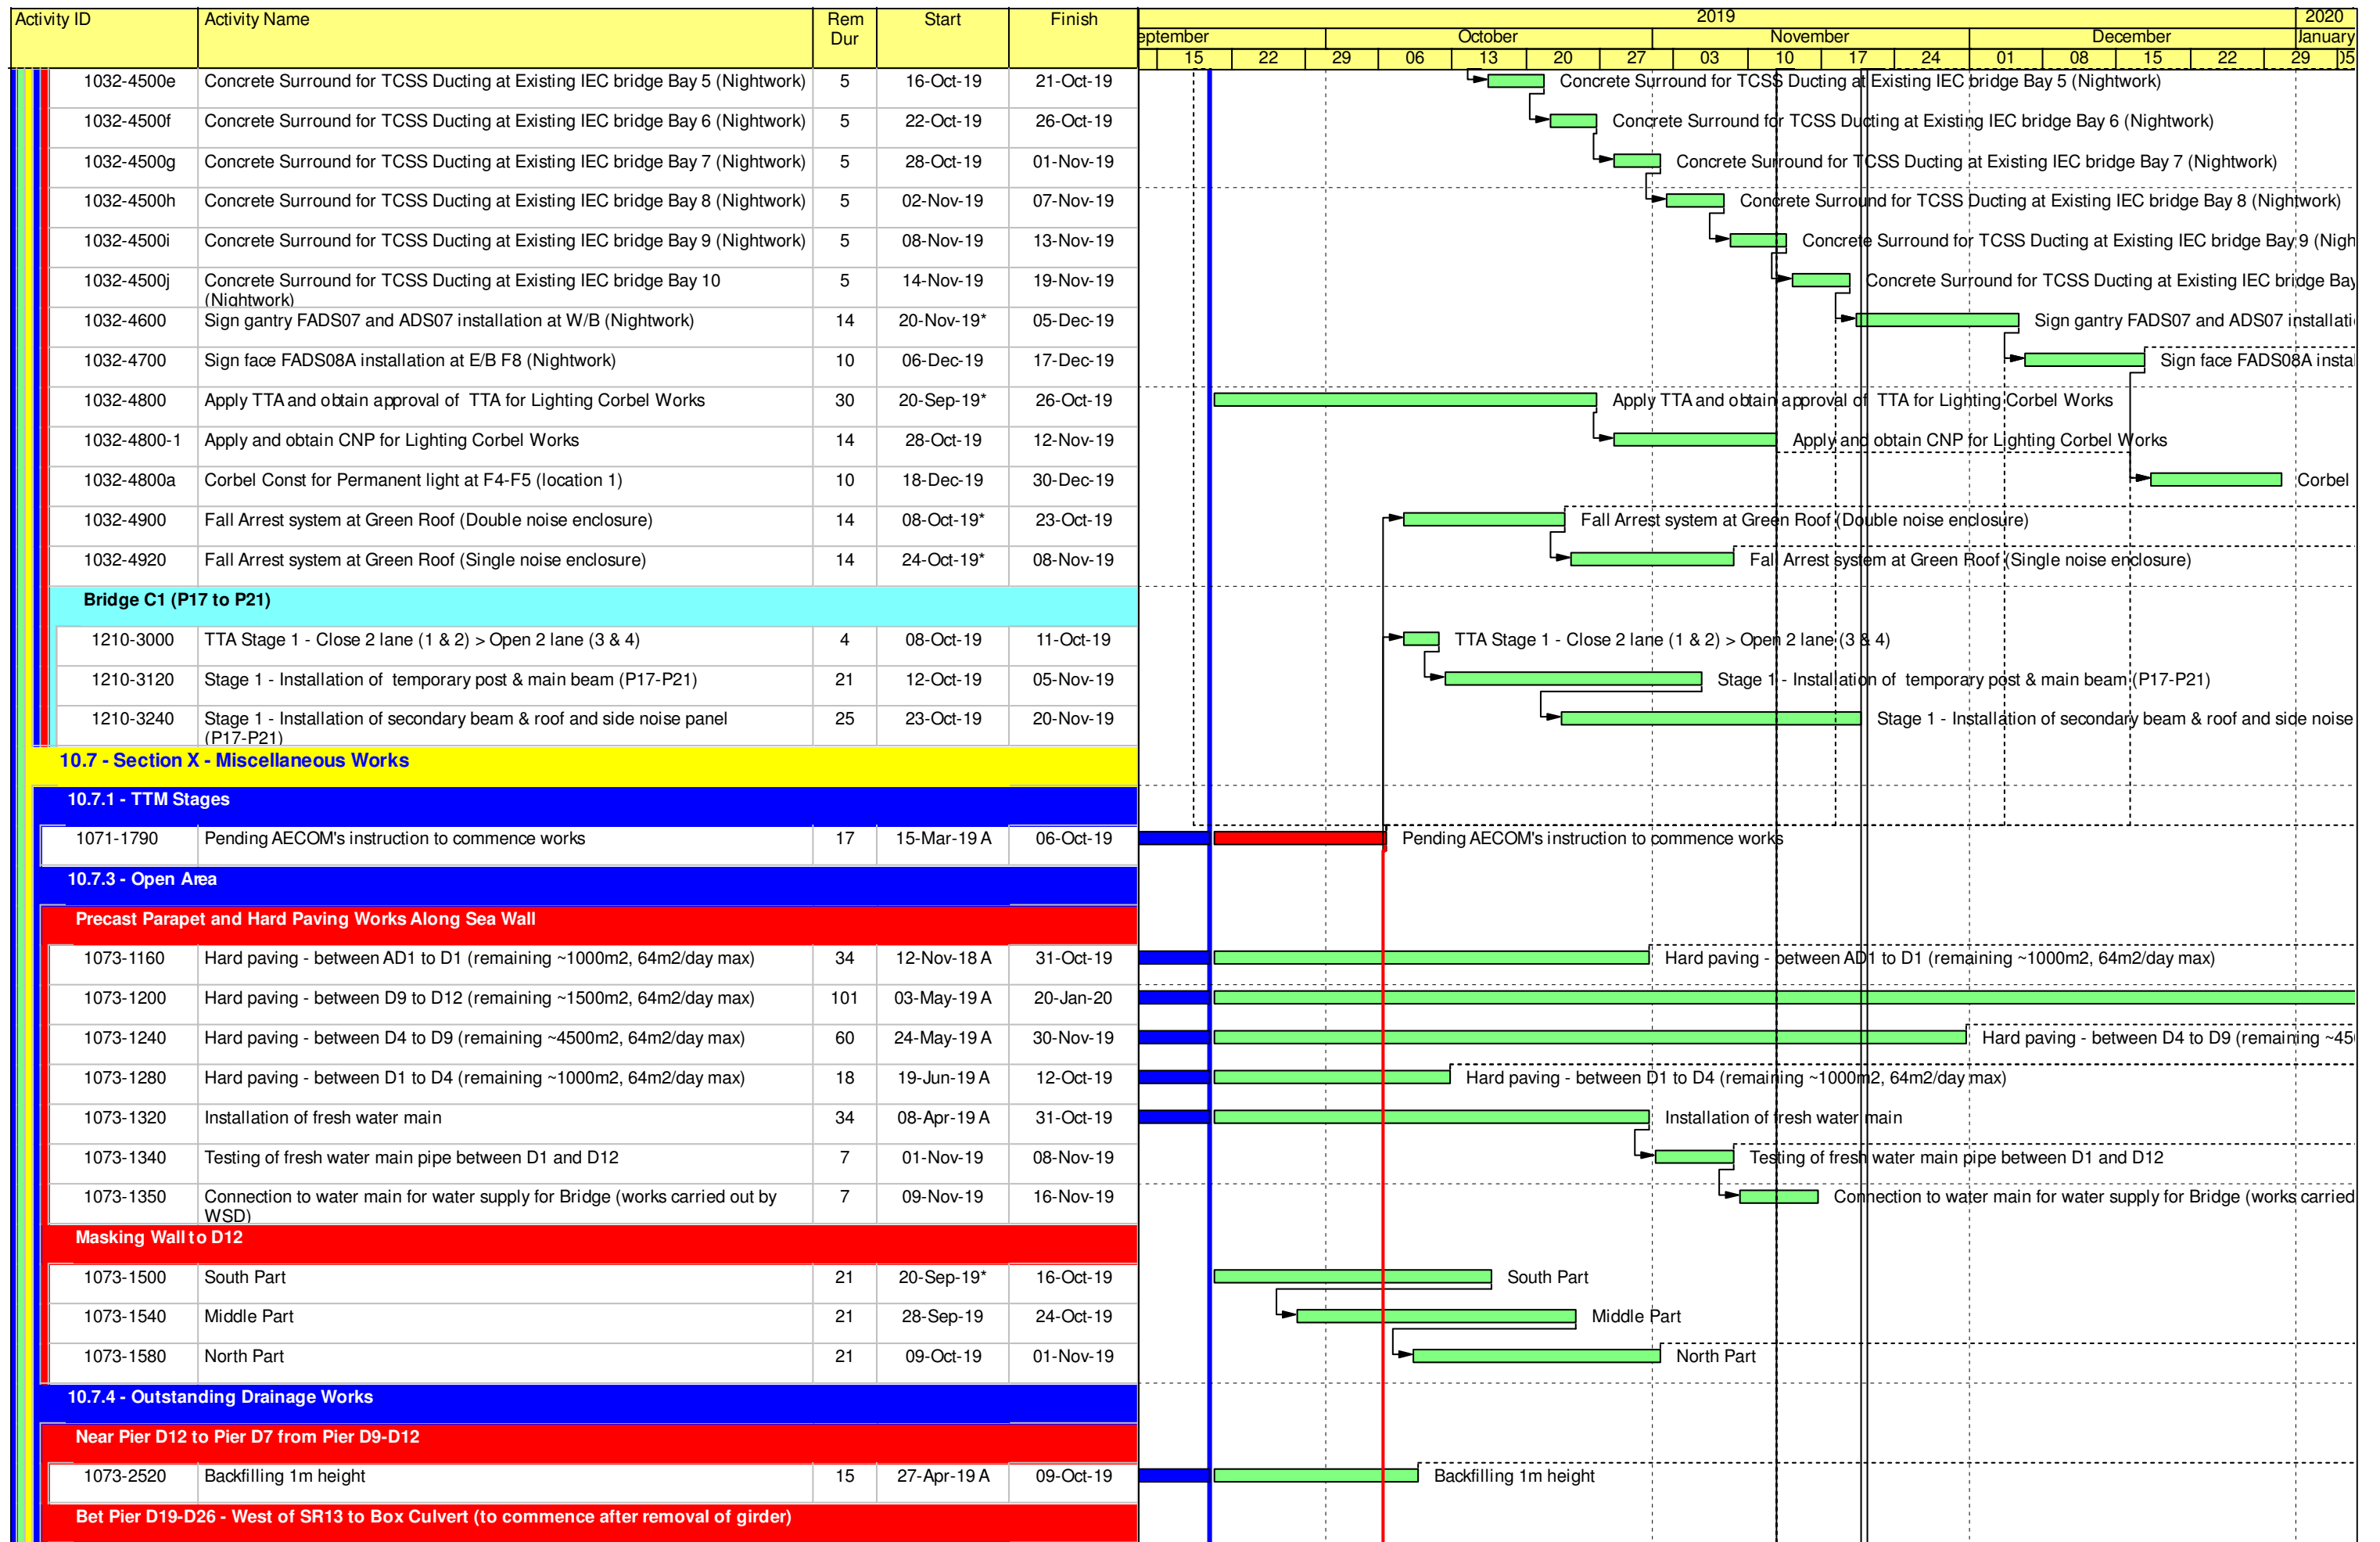 Activity ID Activity Name Rem Dur Start Finish
2019 2020
eptember October November December January
15 22 29 06 13 20 27 03 10 17 24 01 08 15 22 29 05
1032-4500e Concrete Surround for TCSS Ducting at Existing IEC bridge Bay 5 (Nightwork) 5 16-Oct-19 21-Oct-19 Concrete Surround for TCSS Ducting at Existing IEC bridge Bay 5 (Nightwork)
1032-4500f Concrete Surround for TCSS Ducting at Existing IEC bridge Bay 6 (Nightwork) 5 22-Oct-19 26-Oct-19 Concrete Surround for TCSS Ducting at Existing IEC bridge Bay 6 (Nightwork)
1032-4500g Concrete Surround for TCSS Ducting at Existing IEC bridge Bay 7 (Nightwork) 5 28-Oct-19 01-Nov-19 Concrete Surround for TCSS Ducting at Existing IEC bridge Bay 7 (Nightwork)
1032-4500h Concrete Surround for TCSS Ducting at Existing IEC bridge Bay 8 (Nightwork) 5 02-Nov-19 07-Nov-19 Concrete Surround for TCSS Ducting at Existing IEC bridge Bay 8 (Nightwork)
1032-4500i Concrete Surround for TCSS Ducting at Existing IEC bridge Bay 9 (Nightwork) 5 08-Nov-19 13-Nov-19 Concrete Surround for TCSS Ducting at Existing IEC bridge Bay 9 (Nigh
1032-4500j Concrete Surround for TCSS Ducting at Existing IEC bridge Bay 10 5 14-Nov-19 19-Nov-19 Concrete Surround for TCSS Ducting at Existing IEC bridge Bay
(Nightwork)
1032-4600 Sign gantry FADS07 and ADS07 installation at W/B (Nightwork) 14 20-Nov-19* 05-Dec-19 Sign gantry FADS07 and ADS07 installati
1032-4700 Sign face FADS08A installation at E/B F8 (Nightwork) 10 06-Dec-19 17-Dec-19 Sign face FADS08A instal
1032-4800 Apply TTA and obtain approval of TTA for Lighting Corbel Works 30 20-Sep-19* 26-Oct-19 Apply TTA and obtain approval of TTA for Lighting Corbel Works
1032-4800-1 Apply and obtain CNP for Lighting Corbel Works 14 28-Oct-19 12-Nov-19 Apply and obtain CNP for Lighting Corbel Works
1032-4800a Corbel Const for Permanent light at F4-F5 (location 1) 10 18-Dec-19 30-Dec-19 Corbel
1032-4900 Fall Arrest system at Green Roof (Double noise enclosure) 14 08-Oct-19* 23-Oct-19 Fall Arrest system at Green Roof (Double noise enclosure)
1032-4920 Fall Arrest system at Green Roof (Single noise enclosure) 14 24-Oct-19* 08-Nov-19 Fall Arrest system at Green Roof (Single noise enclosure)
Bridge C1 (P17 to P21)
1210-3000 TTA Stage 1 - Close 2 lane (1 & 2) > Open 2 lane (3 & 4) 4 08-Oct-19 11-Oct-19 TTA Stage 1 - Close 2 lane (1 & 2) > Open 2 lane (3 & 4)
1210-3120 Stage 1 - Installation of temporary post & main beam (P17-P21) 21 12-Oct-19 05-Nov-19 Stage 1 - Installation of temporary post & main beam (P17-P21)
1210-3240 Stage 1 - Installation of secondary beam & roof and side noise panel 25 23-Oct-19 20-Nov-19 Stage 1 - Installation of secondary beam & roof and side noise
(P17-P21)
10.7 - Section X - Miscellaneous Works
10.7.1 - TTM Stages
1071-1790 Pending AECOM's instruction to commence works 17 15-Mar-19 A 06-Oct-19 Pending AECOM's instruction to commence works
10.7.3 - Open Area
Precast Parapet and Hard Paving Works Along Sea Wall
1073-1160 Hard paving - between AD1 to D1 (remaining ~1000m2, 64m2/day max) 34 12-Nov-18 A 31-Oct-19 Hard paving - between AD1 to D1 (remaining ~1000m2, 64m2/day max)
1073-1200 Hard paving - between D9 to D12 (remaining ~1500m2, 64m2/day max) 101 03-May-19 A 20-Jan-20
1073-1240 Hard paving - between D4 to D9 (remaining ~4500m2, 64m2/day max) 60 24-May-19 A 30-Nov-19 Hard paving - between D4 to D9 (remaining ~45
1073-1280 Hard paving - between D1 to D4 (remaining ~1000m2, 64m2/day max) 18 19-Jun-19 A 12-Oct-19 Hard paving - between D1 to D4 (remaining ~1000m2, 64m2/day max)
1073-1320 Installation of fresh water main 34 08-Apr-19 A 31-Oct-19 Installation of fresh water main
1073-1340 Testing of fresh water main pipe between D1 and D12 7 01-Nov-19 08-Nov-19 Testing of fresh water main pipe between D1 and D12
1073-1350 Connection to water main for water supply for Bridge (works carried out by 7 09-Nov-19 16-Nov-19 Connection to water main for water supply for Bridge (works carried
WSD)
Masking Wall to D12
1073-1500 South Part 21 20-Sep-19* 16-Oct-19 South Part
1073-1540 Middle Part 21 28-Sep-19 24-Oct-19 Middle Part
1073-1580 North Part 21 09-Oct-19 01-Nov-19 North Part
10.7.4 - Outstanding Drainage Works
Near Pier D12 to Pier D7 from Pier D9-D12
1073-2520 Backfilling 1m height 15 27-Apr-19 A 09-Oct-19 Backfilling 1m height
Bet Pier D19-D26 - West of SR13 to Box Culvert (to commence after removal of girder)